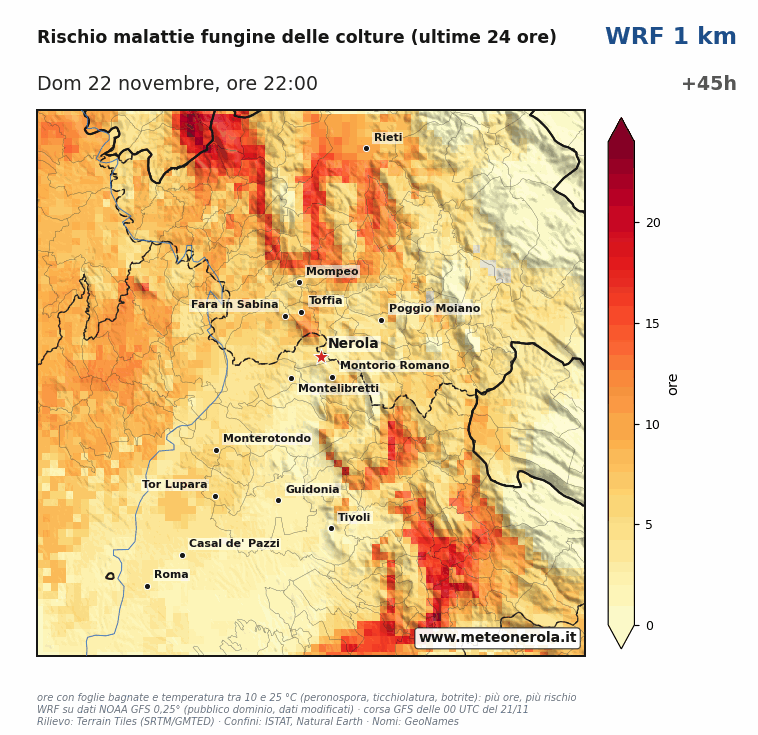 Rischio malattie fungine delle colture (ultime 24 ore)
WRF 1 km
Dom 22 novembre, ore 22:00
+45h
Rieti
Mompeo
Fara in Sabina
Toffia
Poggio Moiano
Nerola
Montorio Romano
Montelibretti
Monterotondo
Tor Lupara
Guidonia
Tivoli
Casal de' Pazzi
Roma
www.meteonerola.it
20
15
10
5
0
ore
ore con foglie bagnate e temperatura tra 10 e 25 °C (peronospora, ticchiolatura, botrite): più ore, più rischio
WRF su dati NOAA GFS 0,25° (pubblico dominio, dati modificati) · corsa GFS delle 00 UTC del 21/11
Rilievo: Terrain Tiles (SRTM/GMTED) · Confini: ISTAT, Natural Earth · Nomi: GeoNames